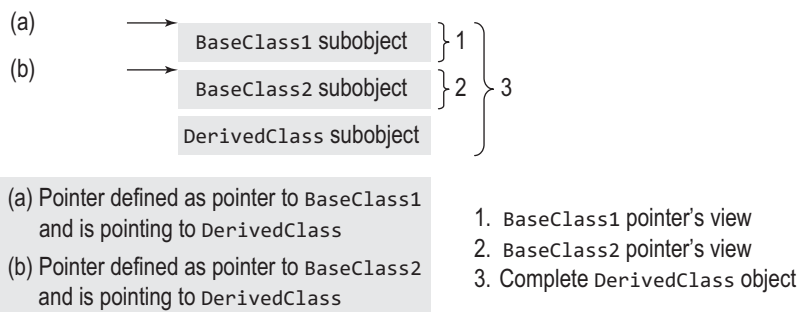 (a)
BaseClass1 subobject
1
(b)
BaseClass2 subobject
2
3
DerivedClass subobject
(a) Pointer defined as pointer to BaseClass1
and is pointing to DerivedClass
(b) Pointer defined as pointer to BaseClass2
and is pointing to DerivedClass
1. BaseClass1 pointer's view
2. BaseClass2 pointer's view
3. Complete DerivedClass object